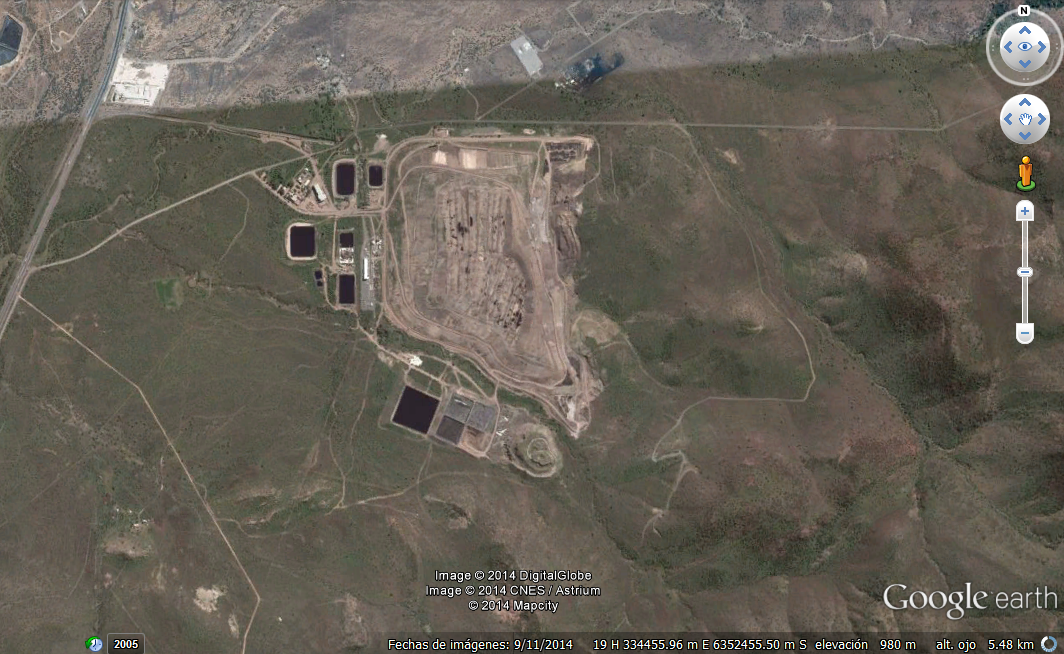 N
Image © 2014 DigitalGlobe
Image © 2014 CNES / Astrium
© 2014 Mapcity
Google earth
2005
Fechas de imágenes: 9/11/2014 19 H 334455.96 m E 6352455.50 m S elevación 980 m alt. ojo 5.48 km